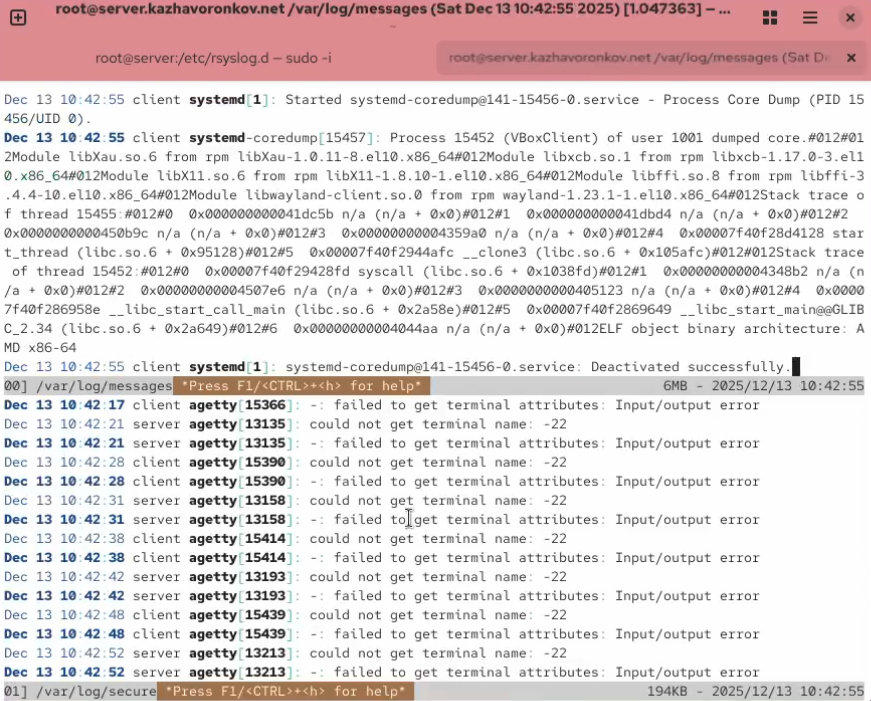 root@server.kazhavoronkov.net /var/log/messages (Sat Dec 13 10:42:55 2025) [1.047363] – ...
root@server:/etc/rsyslog.d – sudo -i
root@server.kazhavoronkov.net /var/log/messages (Sat De
Dec 13 10:42:55 client systemd[1]: Started systemd-coredump@141-15456-0.service - Process Core Dump (PID 15
456/UID 0).
Dec 13 10:42:55 client systemd-coredump[15457]: Process 15452 (VBoxClient) of user 1001 dumped core.#012#01
2Module libXau.so.6 from rpm libXau-1.0.11-8.el10.x86_64#012Module libxcb.so.1 from rpm libxcb-1.17.0-3.el1
0.x86_64#012Module libX11.so.6 from rpm libX11-1.8.10-1.el10.x86_64#012Module libffi.so.8 from rpm libffi-3
.4.4-10.el10.x86_64#012Module libwayland-client.so.0 from rpm wayland-1.23.1-1.el10.x86_64#012Stack trace o
f thread 15455:#012#0  0x000000000041dc5b n/a (n/a + 0x0)#012#1  0x000000000041dbd4 n/a (n/a + 0x0)#012#2
0x0000000000450b9c n/a (n/a + 0x0)#012#3  0x00000000004359a0 n/a (n/a + 0x0)#012#4  0x00007f40f28d4128 star
t_thread (libc.so.6 + 0x95128)#012#5  0x00007f40f2944afc __clone3 (libc.so.6 + 0x105afc)#012#012Stack trace
 of thread 15452:#012#0  0x00007f40f29428fd syscall (libc.so.6 + 0x1038fd)#012#1  0x00000000004348b2 n/a (n
/a + 0x0)#012#2  0x00000000004507e6 n/a (n/a + 0x0)#012#3  0x0000000000405123 n/a (n/a + 0x0)#012#4  0x0000
7f40f286958e __libc_start_call_main (libc.so.6 + 0x2a58e)#012#5  0x00007f40f2869649 __libc_start_main@@GLIB
C_2.34 (libc.so.6 + 0x2a649)#012#6  0x00000000004044aa n/a (n/a + 0x0)#012ELF object binary architecture: A
MD x86-64
Dec 13 10:42:55 client systemd[1]: systemd-coredump@141-15456-0.service: Deactivated successfully.
00] /var/log/messages *Press F1/<CTRL>+<h> for help* 6MB - 2025/12/13 10:42:55
Dec 13 10:42:17 client agetty[15366]: -: failed to get terminal attributes: Input/output error
Dec 13 10:42:21 server agetty[13135]: could not get terminal name: -22
Dec 13 10:42:21 server agetty[13135]: -: failed to get terminal attributes: Input/output error
Dec 13 10:42:28 client agetty[15390]: could not get terminal name: -22
Dec 13 10:42:28 client agetty[15390]: -: failed to get terminal attributes: Input/output error
Dec 13 10:42:31 server agetty[13158]: could not get terminal name: -22
Dec 13 10:42:31 server agetty[13158]: -: failed to get terminal attributes: Input/output error
Dec 13 10:42:38 client agetty[15414]: could not get terminal name: -22
Dec 13 10:42:38 client agetty[15414]: -: failed to get terminal attributes: Input/output error
Dec 13 10:42:42 server agetty[13193]: could not get terminal name: -22
Dec 13 10:42:42 server agetty[13193]: -: failed to get terminal attributes: Input/output error
Dec 13 10:42:48 client agetty[15439]: could not get terminal name: -22
Dec 13 10:42:48 client agetty[15439]: -: failed to get terminal attributes: Input/output error
Dec 13 10:42:52 server agetty[13213]: could not get terminal name: -22
Dec 13 10:42:52 server agetty[13213]: -: failed to get terminal attributes: Input/output error
01] /var/log/secure *Press F1/<CTRL>+<h> for help* 194KB - 2025/12/13 10:42:55